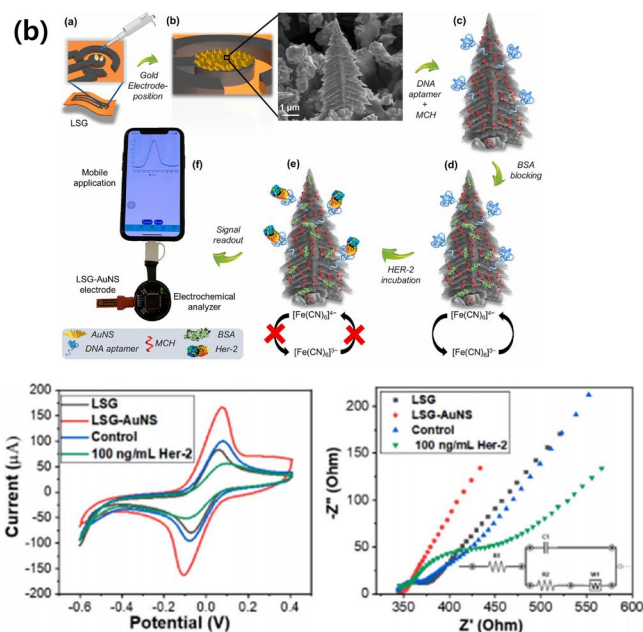 (b)
(a)
LSG
Gold
Electrode-
position
(b)
1 µm
DNA
aptamer
+
MCH
(c)
BSA
blocking
(d)
[Fe(CN)₆]⁴⁻
[Fe(CN)₆]³⁻
HER-2
incubation
(e)
[Fe(CN)₆]⁴⁻
[Fe(CN)₆]³⁻
Signal
readout
(f)
Mobile
application
LSG-AuNS
electrode
Electrochemical
analyzer
AuNS
DNA aptamer
MCH
BSA
Her-2
LSG
LSG-AuNS
Control
100 ng/mL Her-2
Current (µA)
200
150
100
50
0
-50
-100
-150
-200
-0.6 -0.4 -0.2 0.0 0.2 0.4
Potential (V)
LSG
LSG-AuNS
Control
100 ng/mL Her-2
-Z" (Ohm)
-200
-150
-100
-50
0
C1
R2
W1
300 350 400 450 500 550 600
Z' (Ohm)